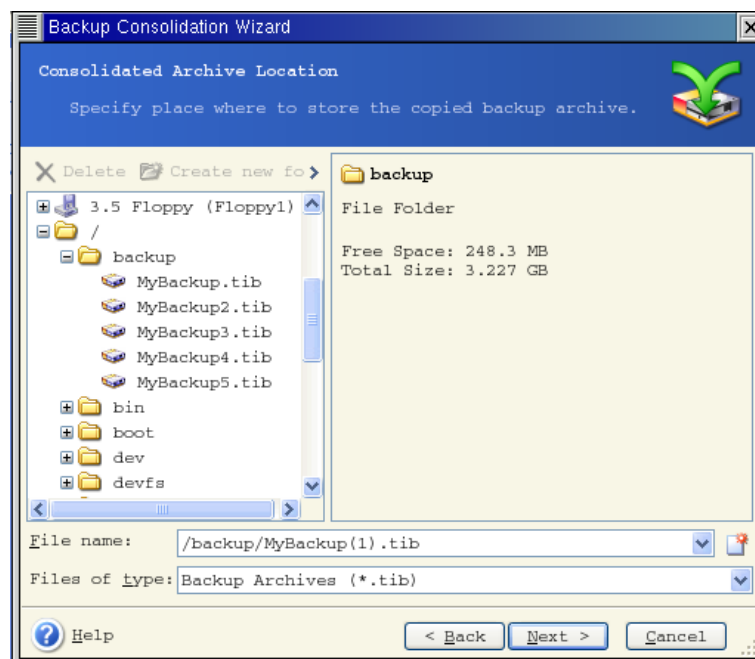 Backup Consolidation Wizard
Consolidated Archive Location
Specify place where to store the copied backup archive.
Delete Create new fo
backup
3.5 Floppy (Floppy1)
File Folder
/
backup
Free Space: 248.3 MB
Total Size: 3.227 GB
MyBackup.tib
MyBackup2.tib
MyBackup3.tib
MyBackup4.tib
MyBackup5.tib
bin
boot
dev
devfs
File name: /backup/MyBackup(1).tib
Files of type: Backup Archives (*.tib)
Help < Back Next > Cancel